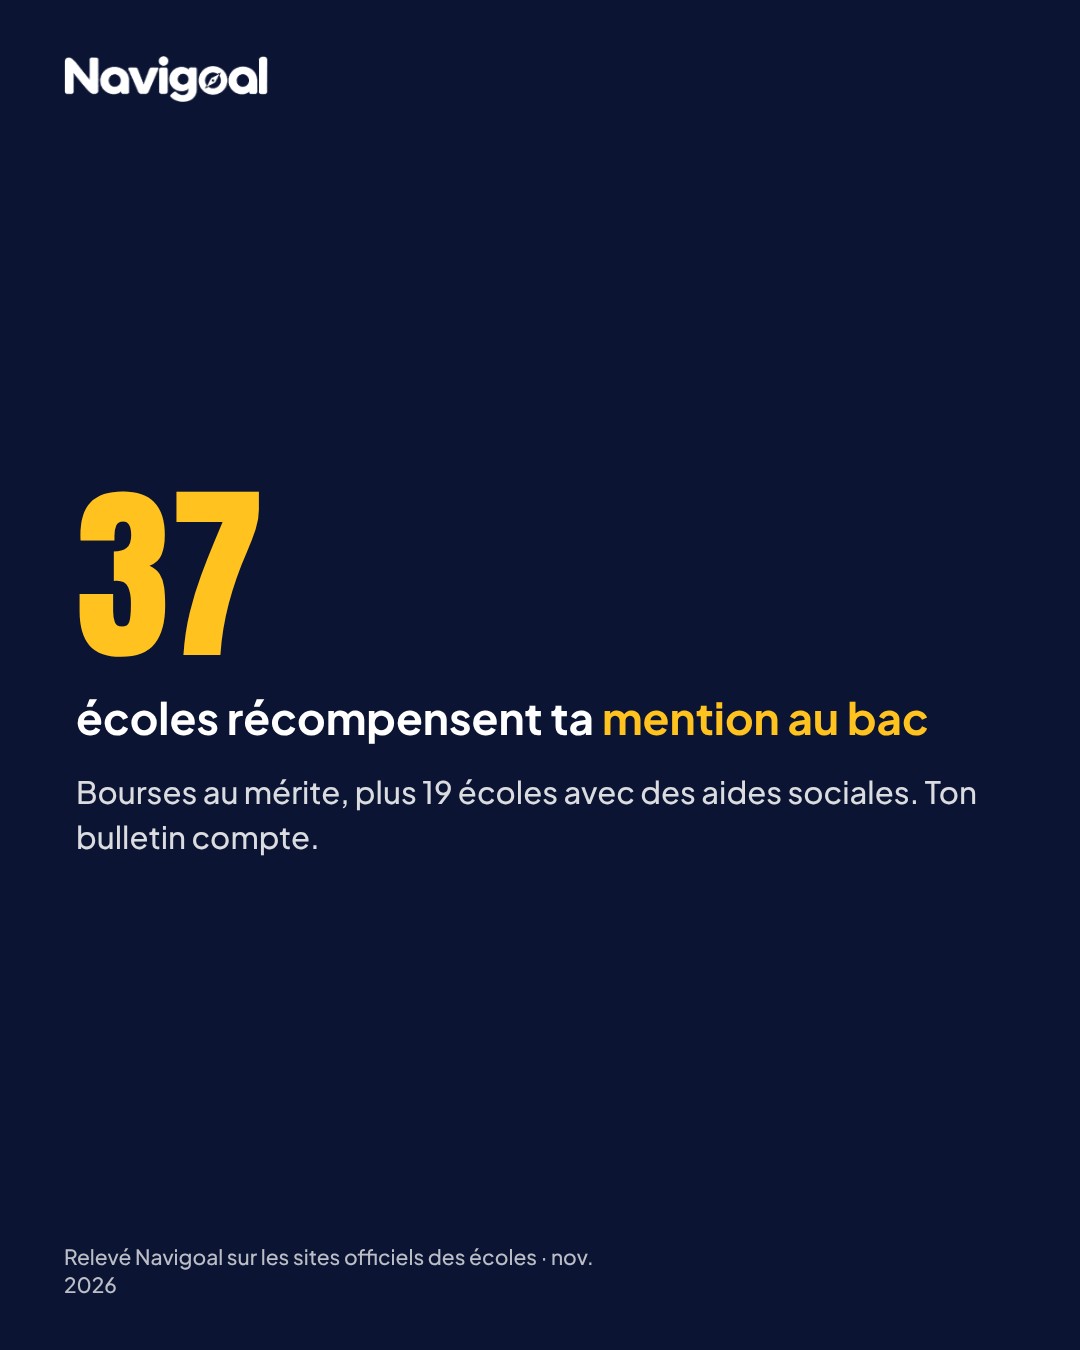 Navigoal
37
écoles récompensent ta mention au bac
Bourses au mérite, plus 19 écoles avec des aides sociales. Ton
bulletin compte.
Relevé Navigoal sur les sites officiels des écoles · nov.
2026